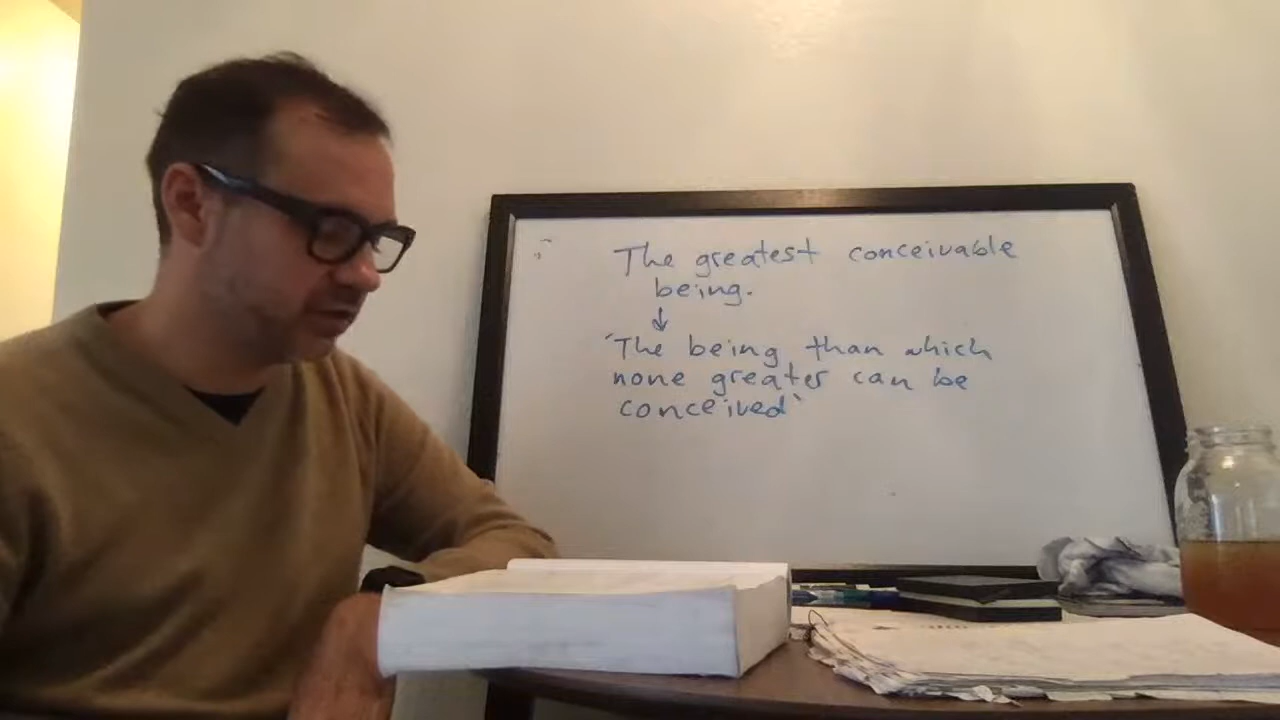 The greatest conceivable
being.
↓
'The being than which
none greater can be
conceived'